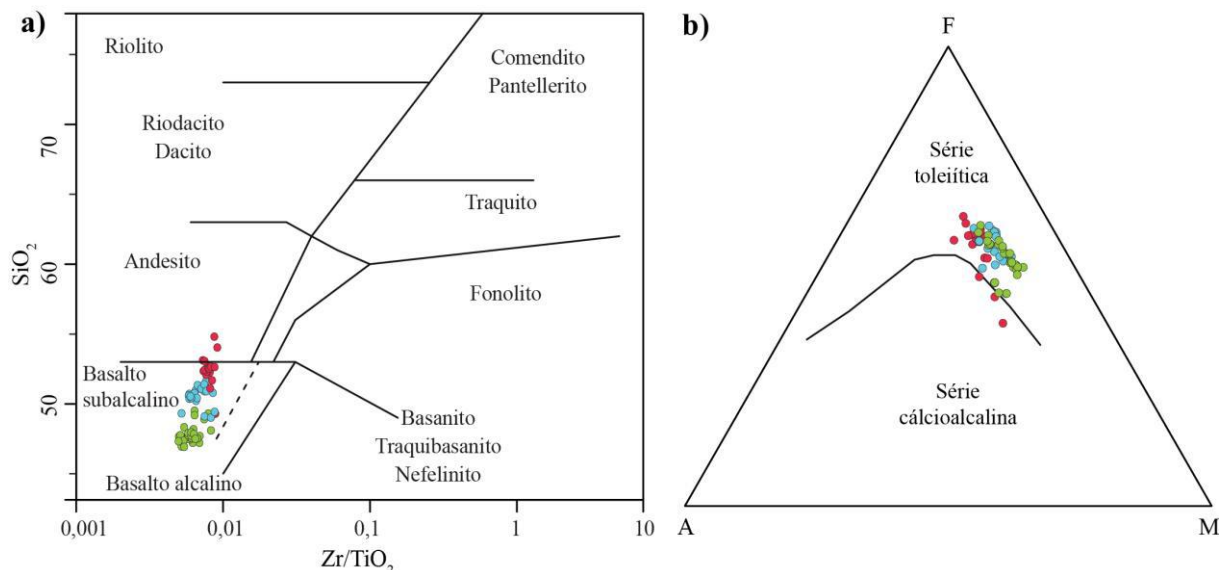 a)
Riolito
Comendito
Pantellerito
Riodacito
Dacito
Traquito
Andesito
Fonolito
Basalto
subalcalino
Basanito
Traquibasanito
Nefelinito
Basalto alcalino
SiO₂
70
60
50
0,001
0,01
0,1
1
10
Zr/TiO₂
b)
F
Série
toleiítica
Série
cálcioalcalina
A
M